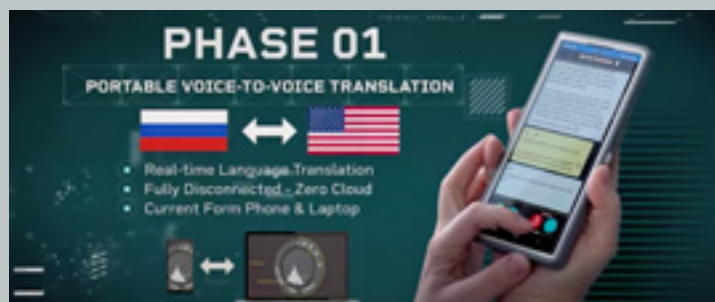 PHASE 01
PORTABLE VOICE-TO-VOICE TRANSLATION
Real-time Language Translation
Fully Disconnected - Zero Cloud
Current Form Phone & Laptop